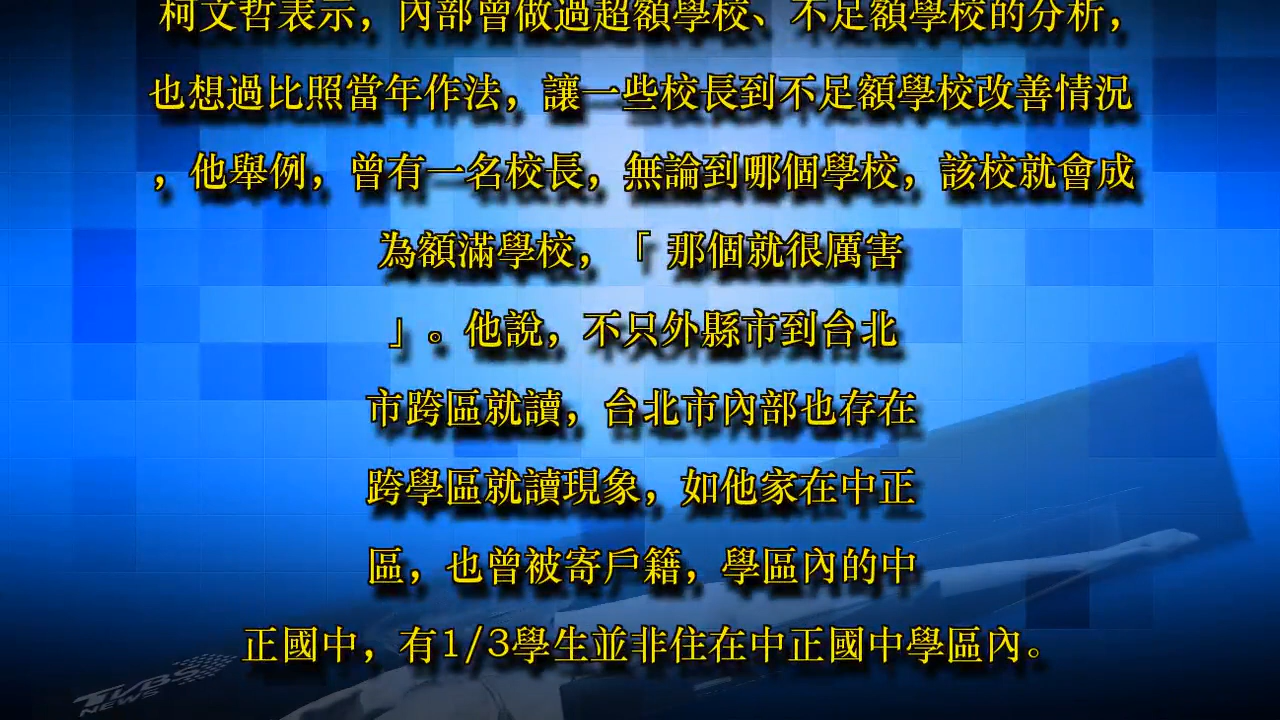 柯文哲表示，內部曾做過超額學校、不足額學校的分析，
也想過比照當年作法，讓一些校長到不足額學校改善情況
，他舉例，曾有一名校長，無論到哪個學校，該校就會成
為額滿學校，「 那個就很厲害
」。他說，不只外縣市到台北
市跨區就讀，台北市內部也存在
跨學區就讀現象，如他家在中正
區，也曾被寄戶籍，學區內的中
正國中，有1/3學生並非住在中正國中學區內。
TVBS
NEWS